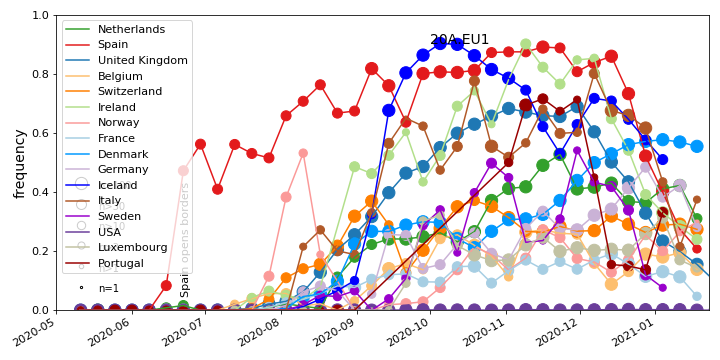 20A.EU1
frequency
1.0
0.8
0.6
0.4
0.2
0.0
Netherlands
Spain
United Kingdom
Belgium
Switzerland
Ireland
Norway
France
Denmark
Germany
Iceland
Italy
Sweden
USA
Luxembourg
Portugal
n=1
Spain opens borders
2020-05
2020-06
2020-07
2020-08
2020-09
2020-10
2020-11
2020-12
2021-01